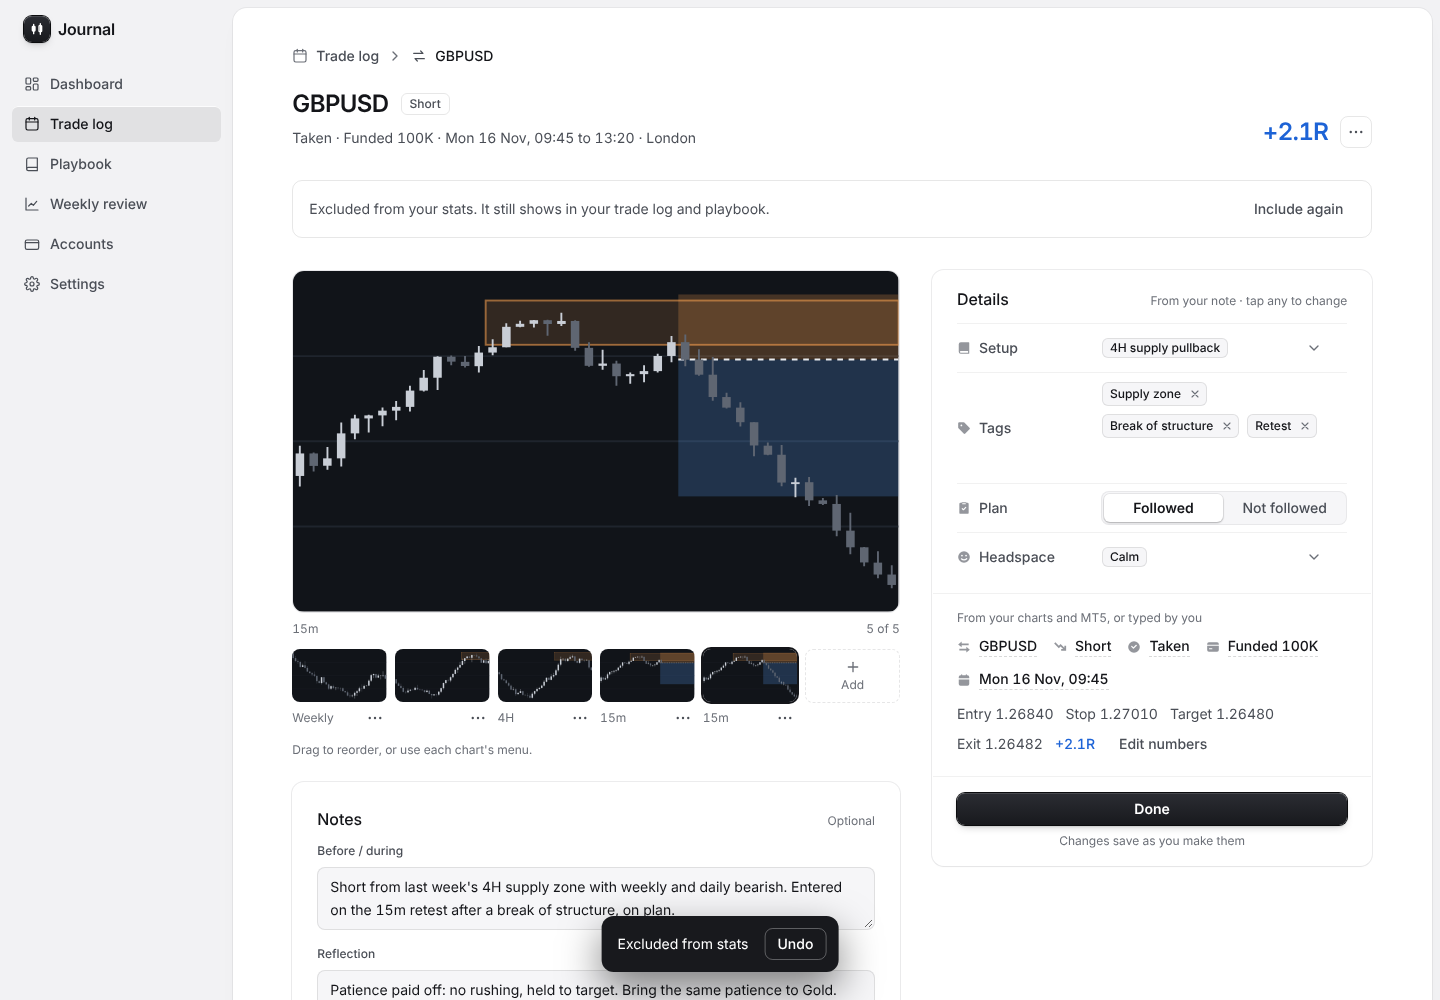 Journal
Dashboard
Trade log
Playbook
Weekly review
Accounts
Settings
Trade log > GBPUSD
GBPUSD Short
Taken · Funded 100K · Mon 16 Nov, 09:45 to 13:20 · London
+2.1R
Excluded from your stats. It still shows in your trade log and playbook.
Include again
15m
5 of 5
Add
Weekly
4H
15m
15m
Drag to reorder, or use each chart's menu.
Notes
Optional
Before / during
Short from last week's 4H supply zone with weekly and daily bearish. Entered
on the 15m retest after a break of structure, on plan.
Reflection
Patience paid off: no rushing, held to target. Bring the same patience to Gold.
Details
From your note · tap any to change
Setup
4H supply pullback
Tags
Supply zone
Break of structure
Retest
Plan
Followed
Not followed
Headspace
Calm
From your charts and MT5, or typed by you
GBPUSD Short Taken Funded 100K
Mon 16 Nov, 09:45
Entry 1.26840 Stop 1.27010 Target 1.26480
Exit 1.26482 +2.1R Edit numbers
Done
Changes save as you make them
Excluded from stats
Undo